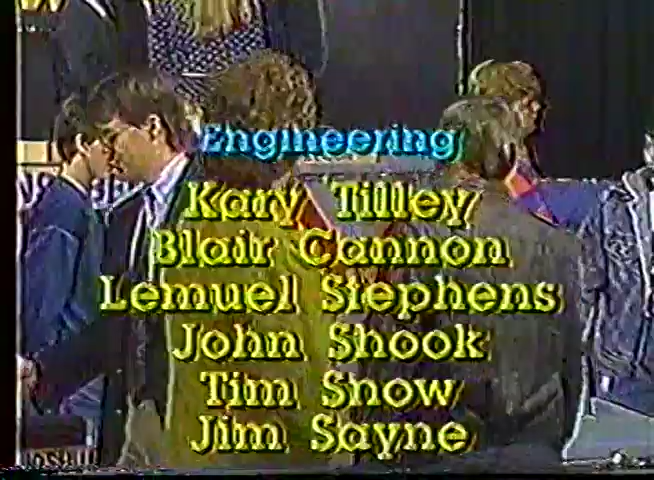 Engineering
Kary Tilley
Blair Cannon
Lemuel Stephens
John Shook
Tim Snow
Jim Sayne